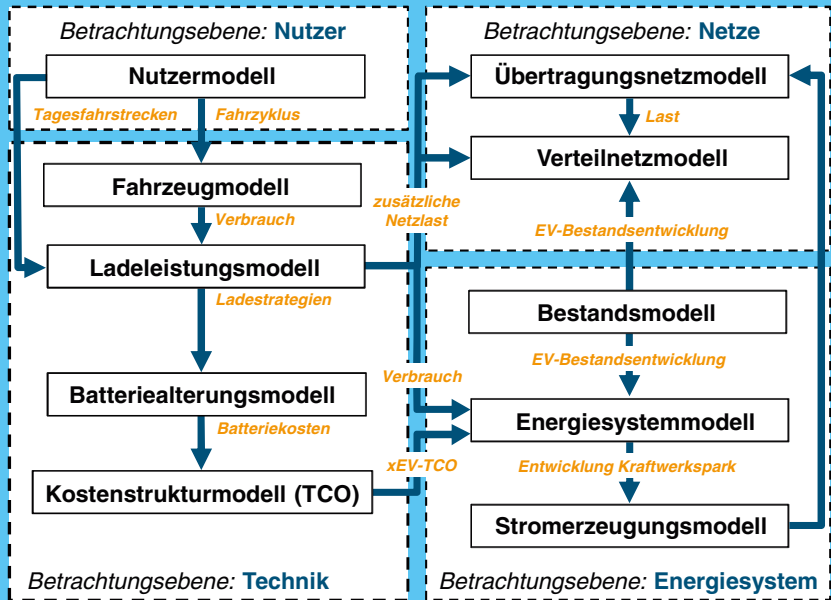 Betrachtungsebene: Nutzer
Nutzermodell
Tagesfahrstrecken
Fahrzyklus
Fahrzeugmodell
Verbrauch
Ladeleistungsmodell
Ladestrategien
Batteriealterungsmodell
Batteriekosten
Kostenstrukturmodell (TCO)
Betrachtungsebene: Technik
zusätzliche
Netzlast
Verbrauch
xEV-TCO
Betrachtungsebene: Netze
Übertragungsnetzmodell
Last
Verteilnetzmodell
EV-Bestandsentwicklung
Bestandsmodell
EV-Bestandsentwicklung
Energiesystemmodell
Entwicklung Kraftwerkspark
Stromerzeugungsmodell
Betrachtungsebene: Energiesystem